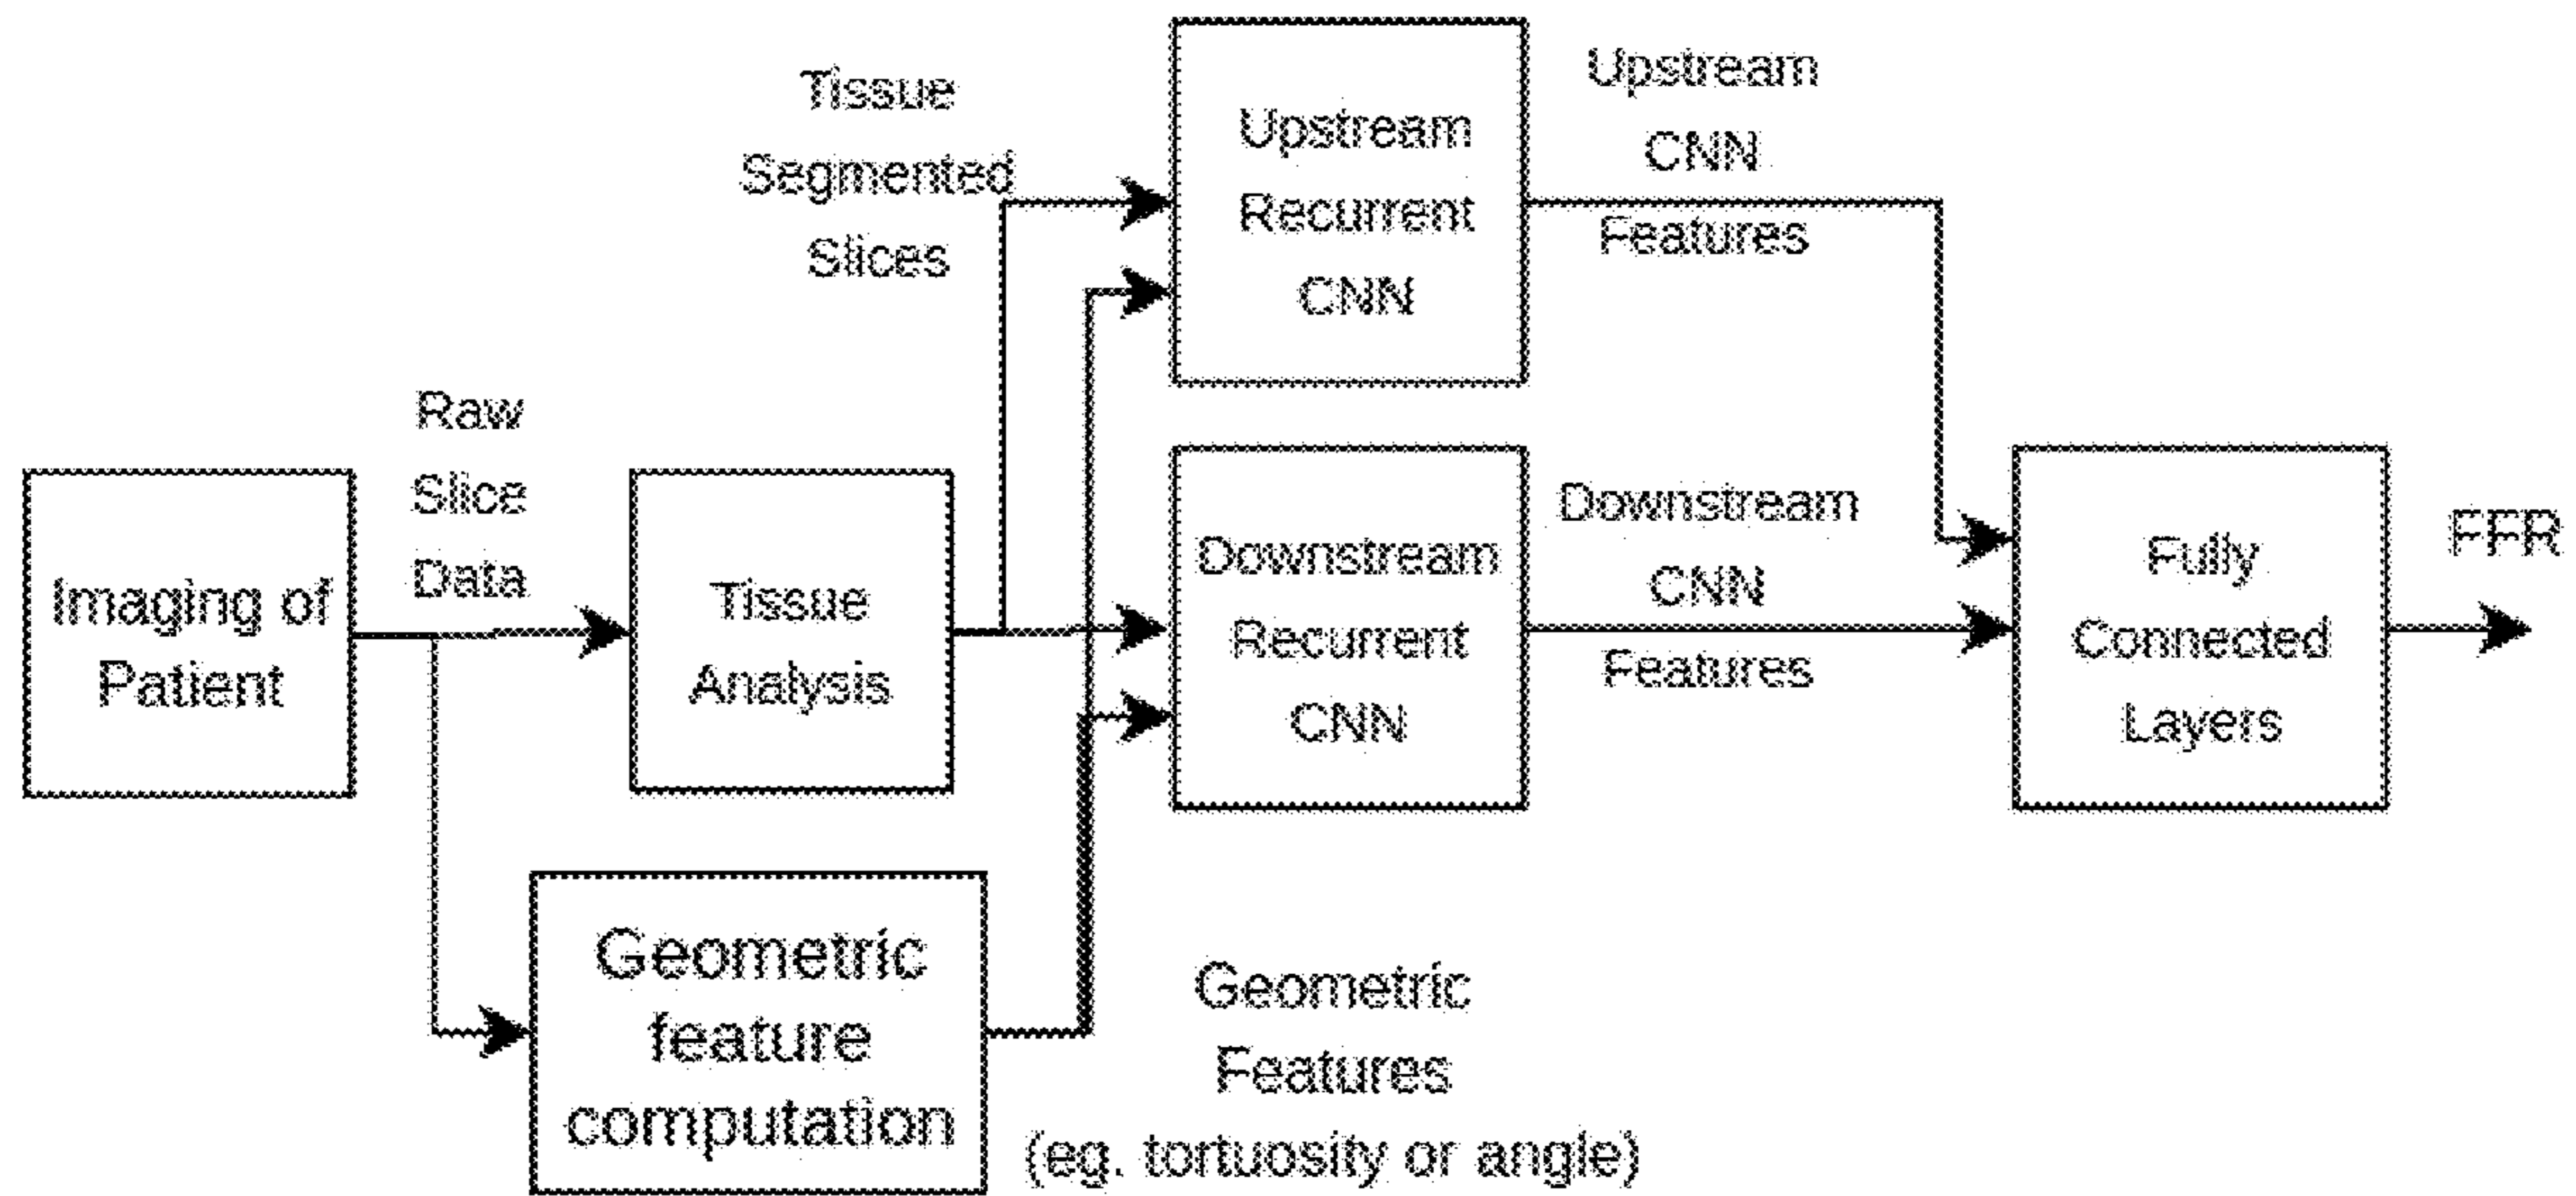 Imaging of
Patient
Raw
Slice
Data
Tissue
Analysis
Geometric
feature
computation
Tissue
Segmented
Slices
Upstream
Recurrent
CNN
Downstream
Recurrent
CNN
Geometric
Features
(eg. tortuosity or angle)
Upstream
CNN
Features
Downstream
CNN
Features
Fully
Connected
Layers
FFR